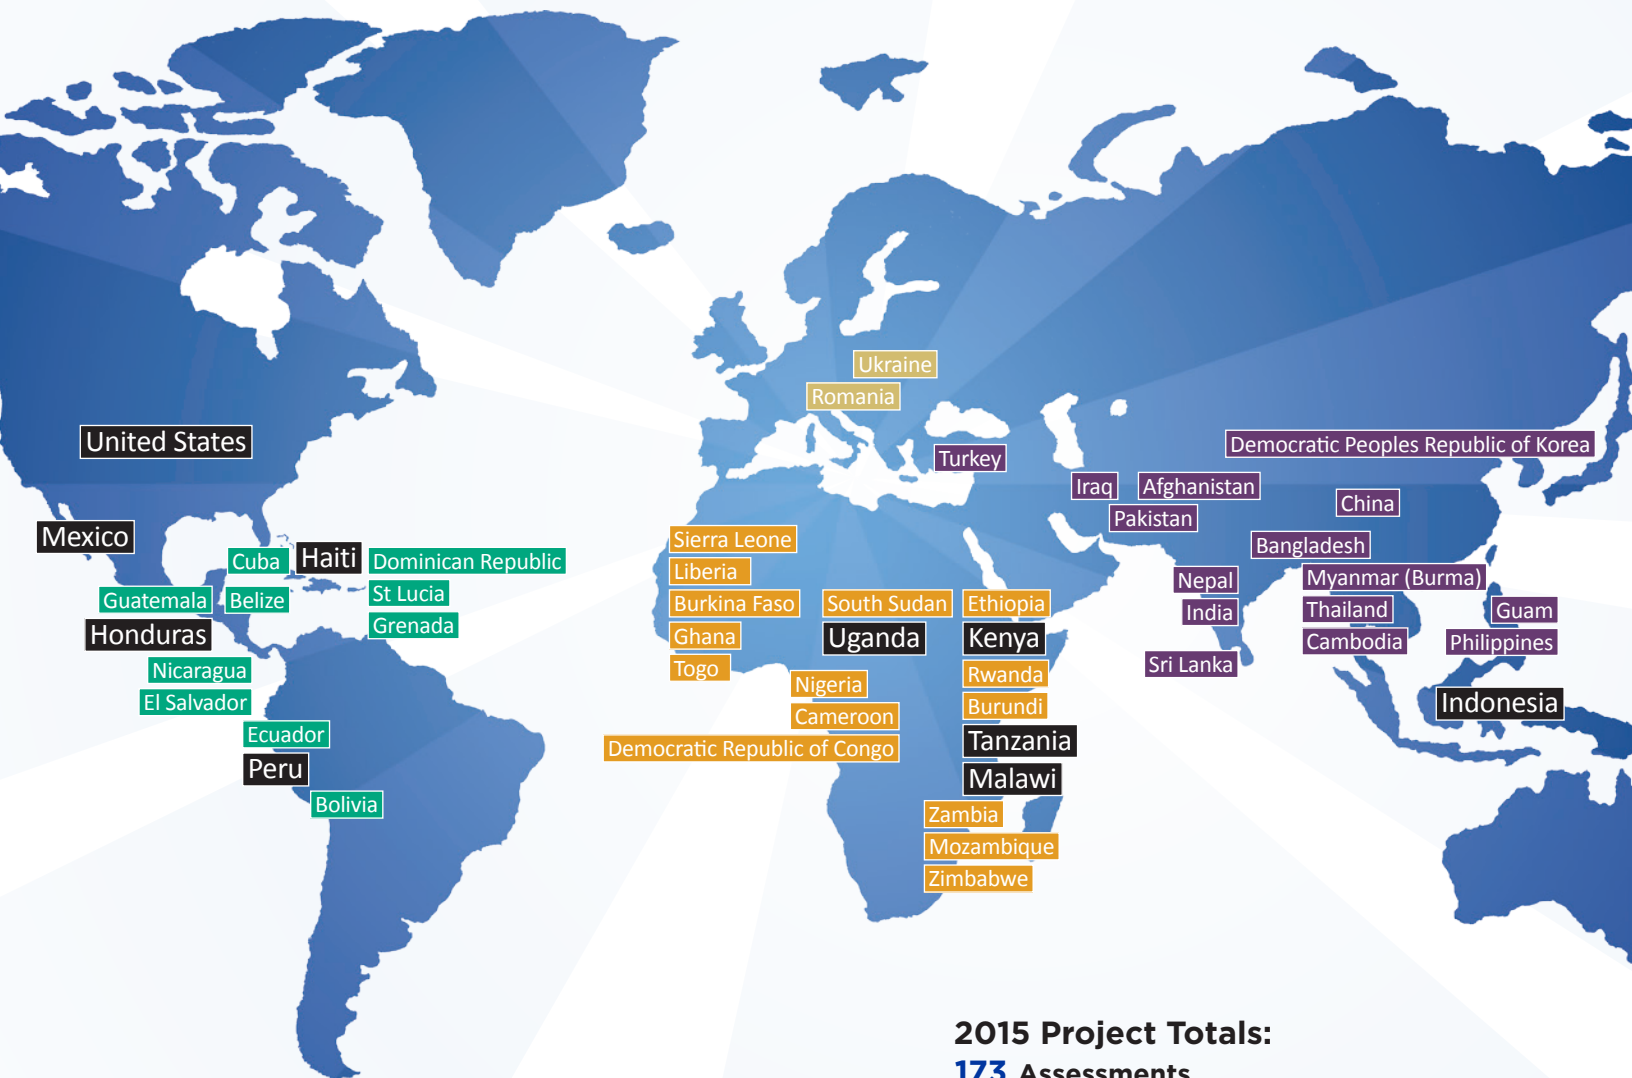 Ukraine
Romania
United States
Mexico
Cuba
Haiti
Dominican Republic
St Lucia
Grenada
Guatemala
Belize
Honduras
Nicaragua
El Salvador
Ecuador
Peru
Bolivia
Sierra Leone
Liberia
Burkina Faso
Ghana
Togo
South Sudan
Uganda
Nigeria
Cameroon
Democratic Republic of Congo
Ethiopia
Kenya
Rwanda
Burundi
Tanzania
Malawi
Zambia
Mozambique
Zimbabwe
Turkey
Iraq
Afghanistan
Pakistan
Democratic Peoples Republic of Korea
China
Bangladesh
Nepal
India
Sri Lanka
Myanmar (Burma)
Thailand
Cambodia
Guam
Philippines
Indonesia
2015 Project Totals:
173 Assessments